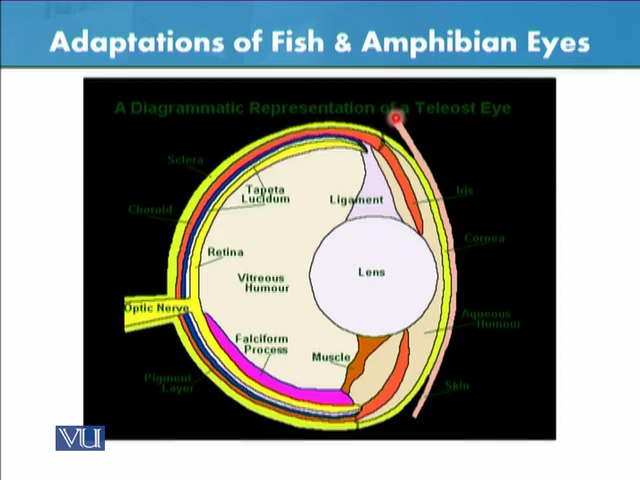 Adaptations of Fish & Amphibian Eyes
A Diagrammatic Representation of a Teleost Eye
Sclera
Tapeta
Lucidum
Ligament
Iris
Choroid
Retina
Cornea
Lens
Vitreous
Humour
Optic Nerve
Aqueous
Humour
Falciform
Process
Muscle
Pigment
Layer
Skin
VU